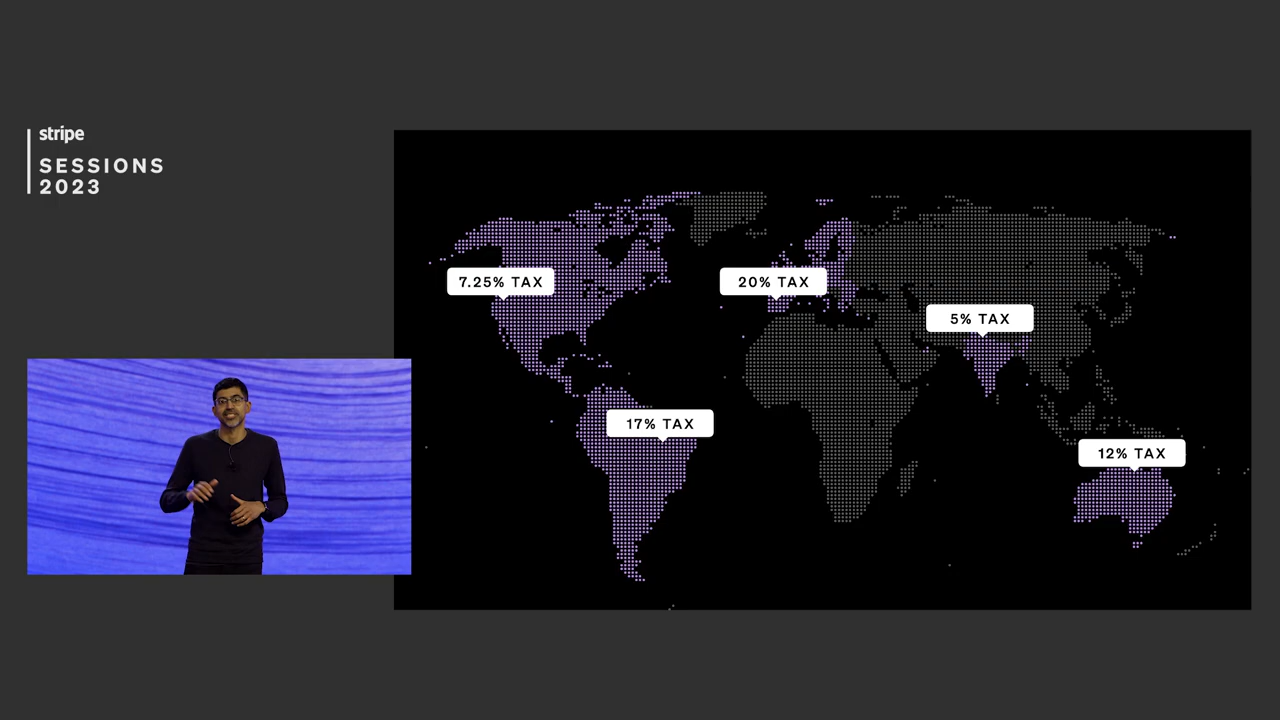 stripe
SESSIONS
2023
7.25% TAX
20% TAX
5% TAX
17% TAX
12% TAX